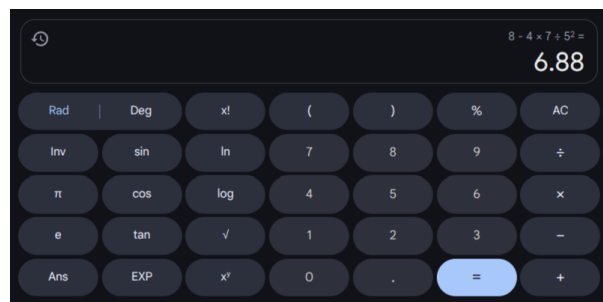 8 - 4 × 7 ÷ 5² =
6.88
Rad | Deg x! ( ) % AC
Inv sin ln 7 8 9 ÷
π cos log 4 5 6 ×
e tan √ 1 2 3 −
Ans EXP xʸ 0 . = +